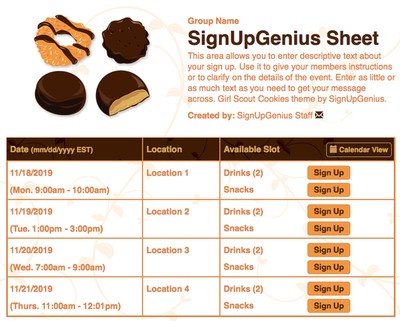 Group Name
SignUpGenius Sheet
This area allows you to enter descriptive text about
your sign up. Use it to give your members instructions
or to clarify on the details of the event. Enter as little or
as much text as you need to get your message
across. Girl Scout Cookies theme by SignUpGenius.
Created by: SignUpGenius Staff
Date (mm/dd/yyyy EST) Location Available Slot Calendar View
11/18/2019 Location 1 Drinks (2) Sign Up
(Mon. 9:00am - 10:00am) Snacks Sign Up
11/19/2019 Location 2 Drinks (2) Sign Up
(Tue. 1:00pm - 3:00pm) Snacks Sign Up
11/20/2019 Location 3 Drinks (2) Sign Up
(Wed. 7:00am - 9:00am) Snacks Sign Up
11/21/2019 Location 4 Drinks (2) Sign Up
(Thurs. 11:00am - 12:01pm) Snacks Sign Up